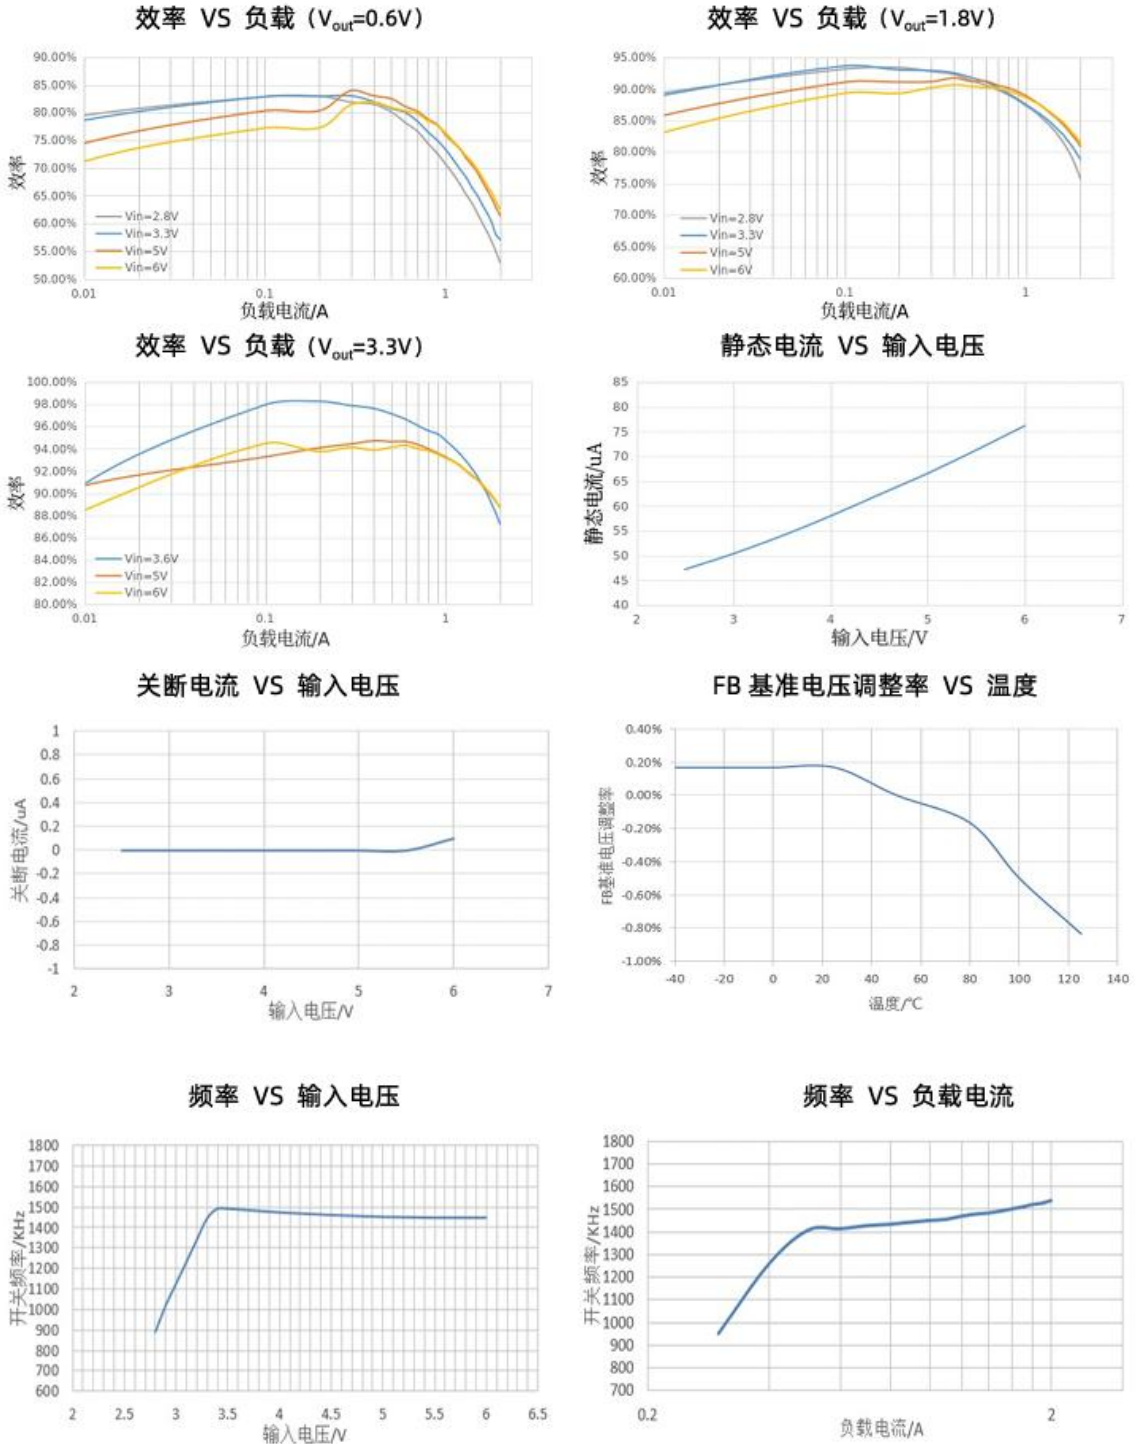 效率 VS 负载（Vout=0.6V）
90.00%
85.00%
80.00%
75.00%
70.00%
65.00%
60.00%
55.00%
50.00%
效率
Vin=2.8V
Vin=3.3V
Vin=5V
Vin=6V
0.01 0.1 1
负载电流/A
效率 VS 负载（Vout=1.8V）
95.00%
90.00%
85.00%
80.00%
75.00%
70.00%
65.00%
60.00%
效率
Vin=2.8V
Vin=3.3V
Vin=5V
Vin=6V
0.01 0.1 1
负载电流/A
效率 VS 负载（Vout=3.3V）
100.00%
98.00%
96.00%
94.00%
92.00%
90.00%
88.00%
86.00%
84.00%
82.00%
80.00%
效率
Vin=3.6V
Vin=5V
Vin=6V
0.01 0.1 1
负载电流/A
静态电流 VS 输入电压
85
80
75
70
65
60
55
50
45
40
静态电流/uA
2 3 4 5 6 7
输入电压/V
关断电流 VS 输入电压
1
0.8
0.6
0.4
0.2
0
-0.2
-0.4
-0.6
-0.8
-1
关断电流/uA
2 3 4 5 6 7
输入电压/V
FB 基准电压调整率 VS 温度
0.40%
0.20%
0.00%
-0.20%
-0.40%
-0.60%
-0.80%
-1.00%
FB基准电压调整率
-40 -20 0 20 40 60 80 100 120 140
温度/℃
频率 VS 输入电压
1800
1700
1600
1500
1400
1300
1200
1100
1000
900
800
700
600
开关频率/KHz
2 2.5 3 3.5 4 4.5 5 5.5 6 6.5
输入电压/V
频率 VS 负载电流
1800
1700
1600
1500
1400
1300
1200
1100
1000
900
800
700
开关频率/KHz
0.2 2
负载电流/A